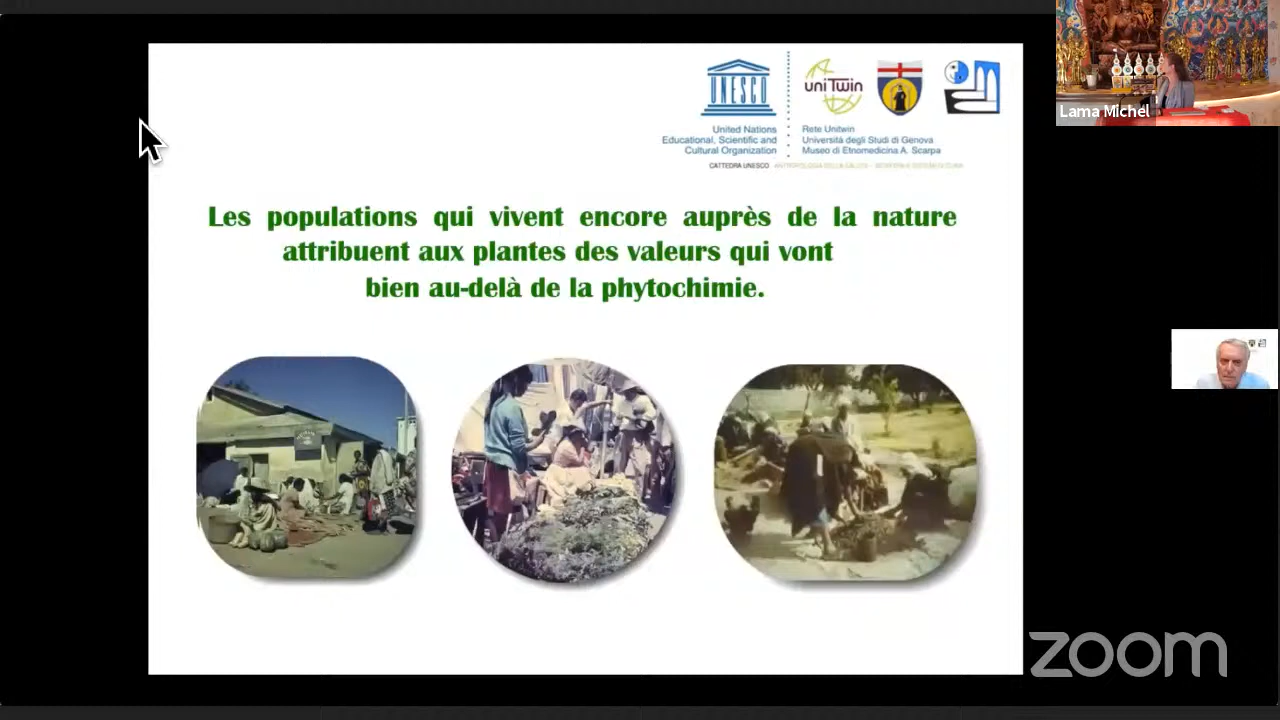 UNESCO
uniTwin
United Nations
Educational, Scientific and
Cultural Organization
Rete Unitwin
Università degli Studi di Genova
Museo di Etnomedicina A. Scarpa
CATTEDRA UNESCO
Lama Michel
Les populations qui vivent encore auprès de la nature
attribuent aux plantes des valeurs qui vont
bien au-delà de la phytochimie.
zoom